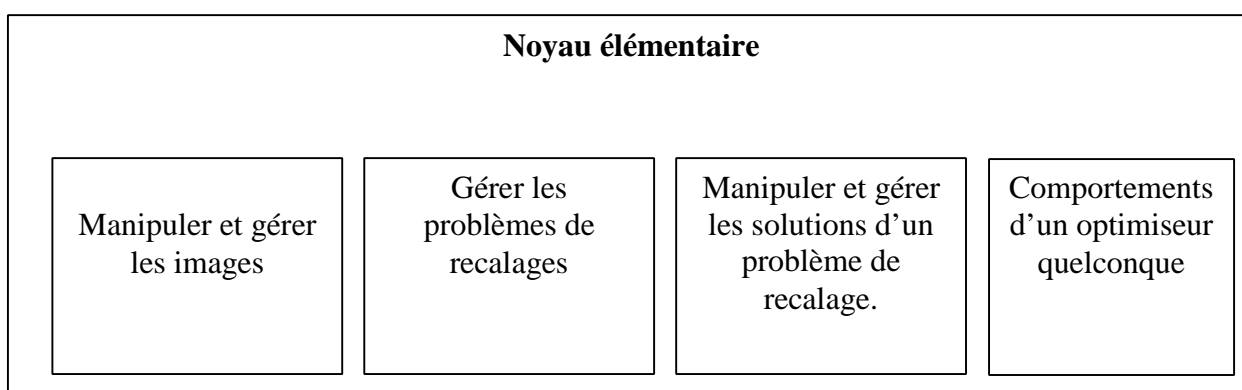 Noyau élémentaire
Manipuler et gérer
les images
Gérer les
problèmes de
recalages
Manipuler et gérer
les solutions d’un
problème de
recalage.
Comportements
d’un optimiseur
quelconque